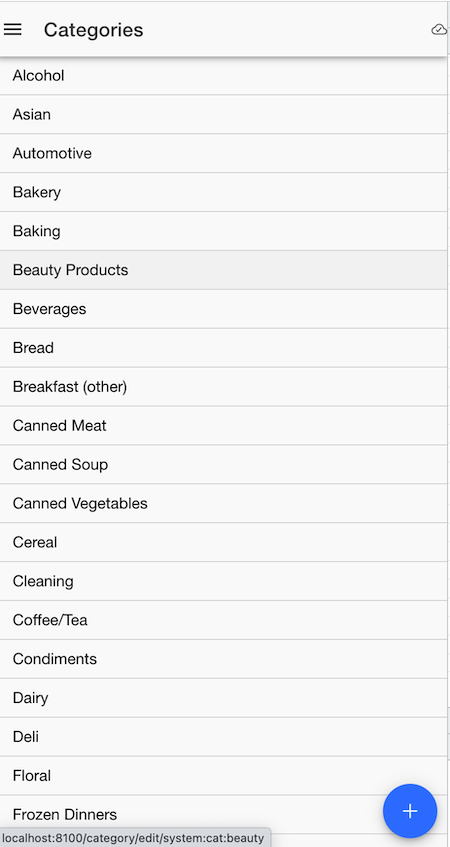 Categories
Alcohol
Asian
Automotive
Bakery
Baking
Beauty Products
Beverages
Bread
Breakfast (other)
Canned Meat
Canned Soup
Canned Vegetables
Cereal
Cleaning
Coffee/Tea
Condiments
Dairy
Deli
Floral
Frozen Dinners
localhost:8100/category/edit/system:cat:beauty